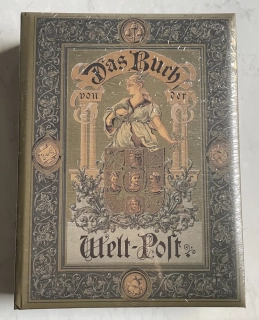 Das Buch
von der
Welt-Post